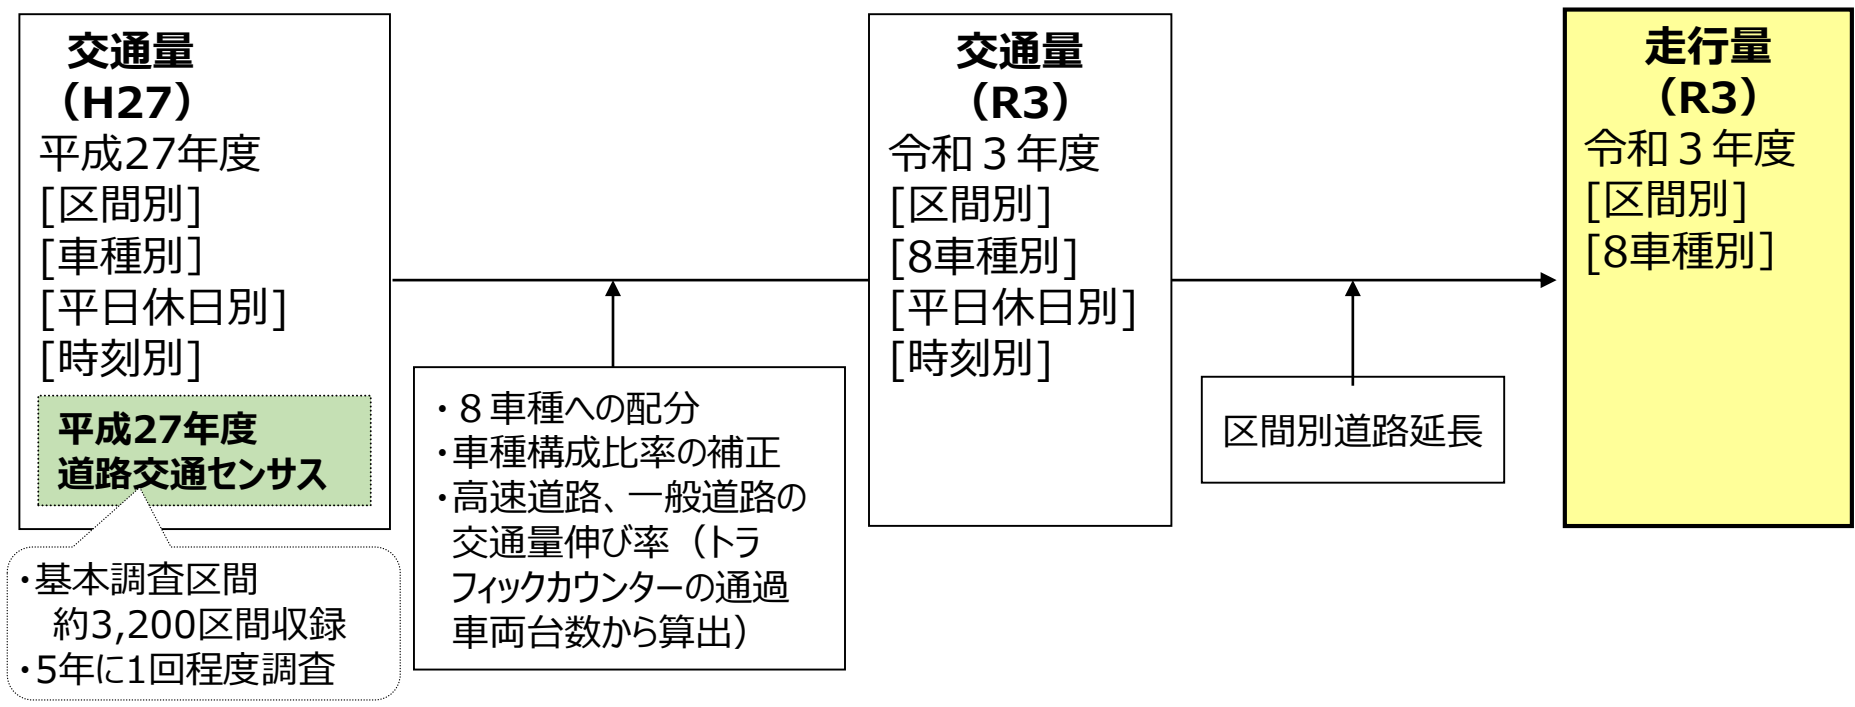 交通量
（H27）
平成27年度
[区間別]
[車種別]
[平日休日別]
[時刻別]
平成27年度
道路交通センサス
・基本調査区間
約3,200区間収録
・5年に1回程度調査
・８車種への配分
・車種構成比率の補正
・高速道路、一般道路の
交通量伸び率（トラ
フィックカウンターの通過
車両台数から算出）
交通量
（R3）
令和３年度
[区間別]
[8車種別]
[平日休日別]
[時刻別]
区間別道路延長
走行量
（R3）
令和３年度
[区間別]
[8車種別］